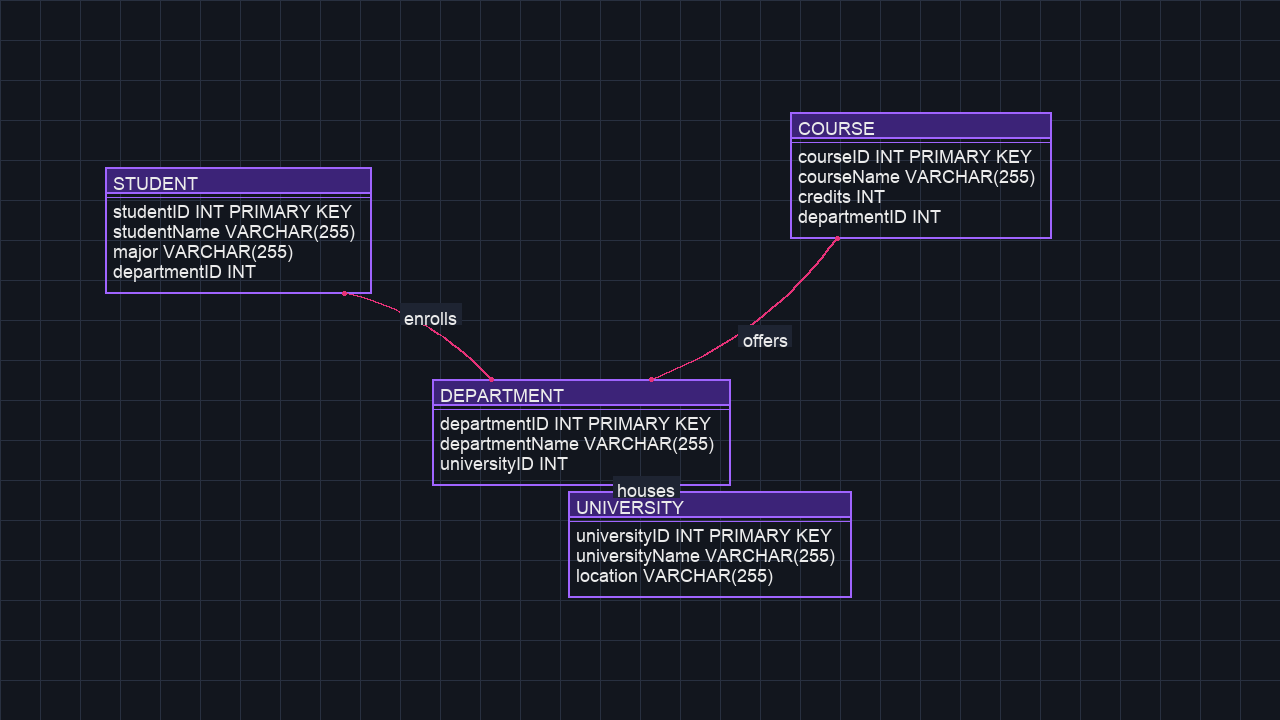 STUDENT
studentID INT PRIMARY KEY
studentName VARCHAR(255)
major VARCHAR(255)
departmentID INT
COURSE
courseID INT PRIMARY KEY
courseName VARCHAR(255)
credits INT
departmentID INT
enrolls
offers
DEPARTMENT
departmentID INT PRIMARY KEY
departmentName VARCHAR(255)
universityID INT
houses
UNIVERSITY
universityID INT PRIMARY KEY
universityName VARCHAR(255)
location VARCHAR(255)